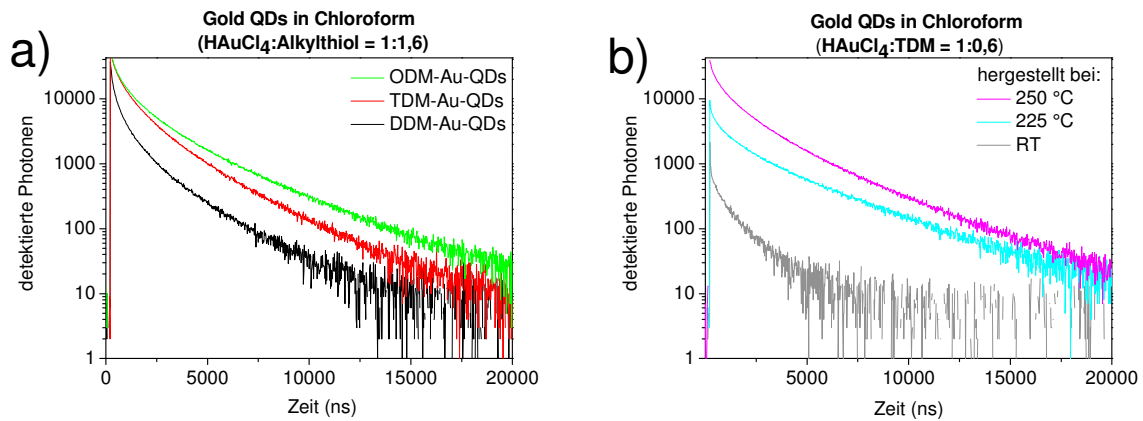 a)
Gold QDs in Chloroform
(HAuCl4:Alkylthiol = 1:1,6)
ODM-Au-QDs
TDM-Au-QDs
DDM-Au-QDs
10000
1000
100
10
1
detektierte Photonen
0 5000 10000 15000 20000
Zeit (ns)
b)
Gold QDs in Chloroform
(HAuCl4:TDM = 1:0,6)
hergestellt bei:
250 °C
225 °C
RT
10000
1000
100
10
1
detektierte Photonen
5000 10000 15000 20000
Zeit (ns)